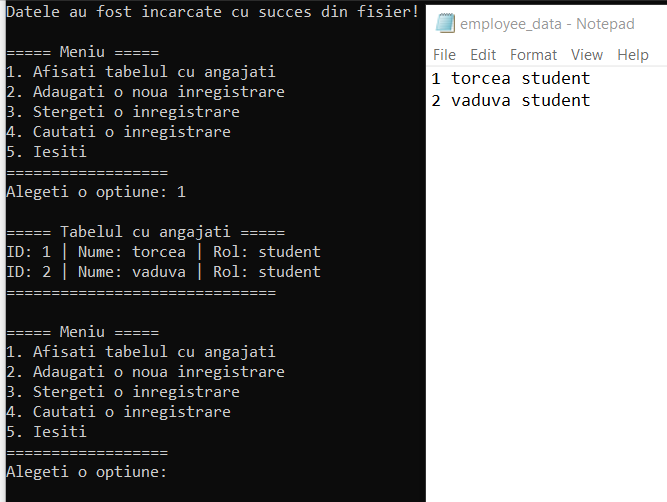 Datele au fost incarcate cu succes din fisier!
===== Meniu =====
1. Afisati tabelul cu angajati
2. Adaugati o noua inregistrare
3. Stergeti o inregistrare
4. Cautati o inregistrare
5. Iesiti
==================
Alegeti o optiune: 1
===== Tabelul cu angajati =====
ID: 1 | Nume: torcea | Rol: student
ID: 2 | Nume: vaduva | Rol: student
==============================
===== Meniu =====
1. Afisati tabelul cu angajati
2. Adaugati o noua inregistrare
3. Stergeti o inregistrare
4. Cautati o inregistrare
5. Iesiti
==================
Alegeti o optiune:
employee_data - Notepad
File Edit Format View Help
1 torcea student
2 vaduva student